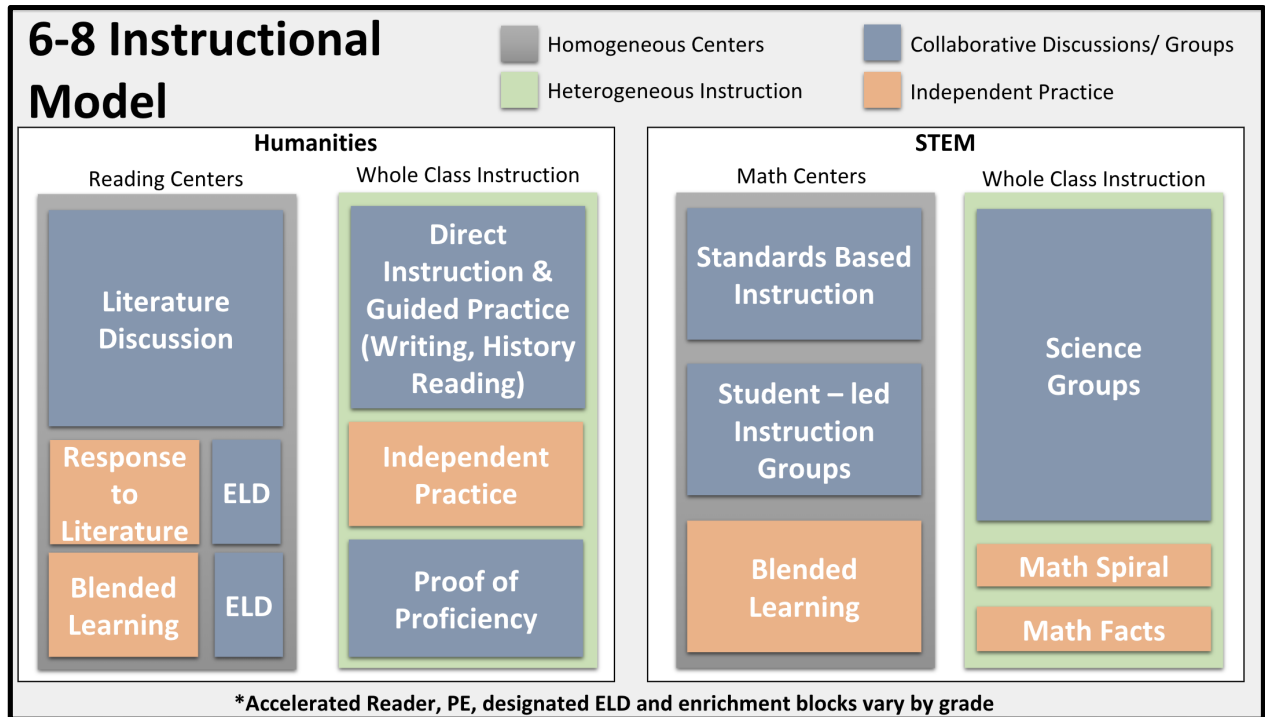 6-8 Instructional
Model
Homogeneous Centers
Collaborative Discussions/ Groups
Heterogeneous Instruction
Independent Practice
Humanities
Reading Centers
Whole Class Instruction
Literature
Discussion
Response
to
Literature
ELD
Blended
Learning
ELD
Direct
Instruction &
Guided Practice
(Writing, History
Reading)
Independent
Practice
Proof of
Proficiency
STEM
Math Centers
Whole Class Instruction
Standards Based
Instruction
Student – led
Instruction
Groups
Blended
Learning
Science
Groups
Math Spiral
Math Facts
*Accelerated Reader, PE, designated ELD and enrichment blocks vary by grade